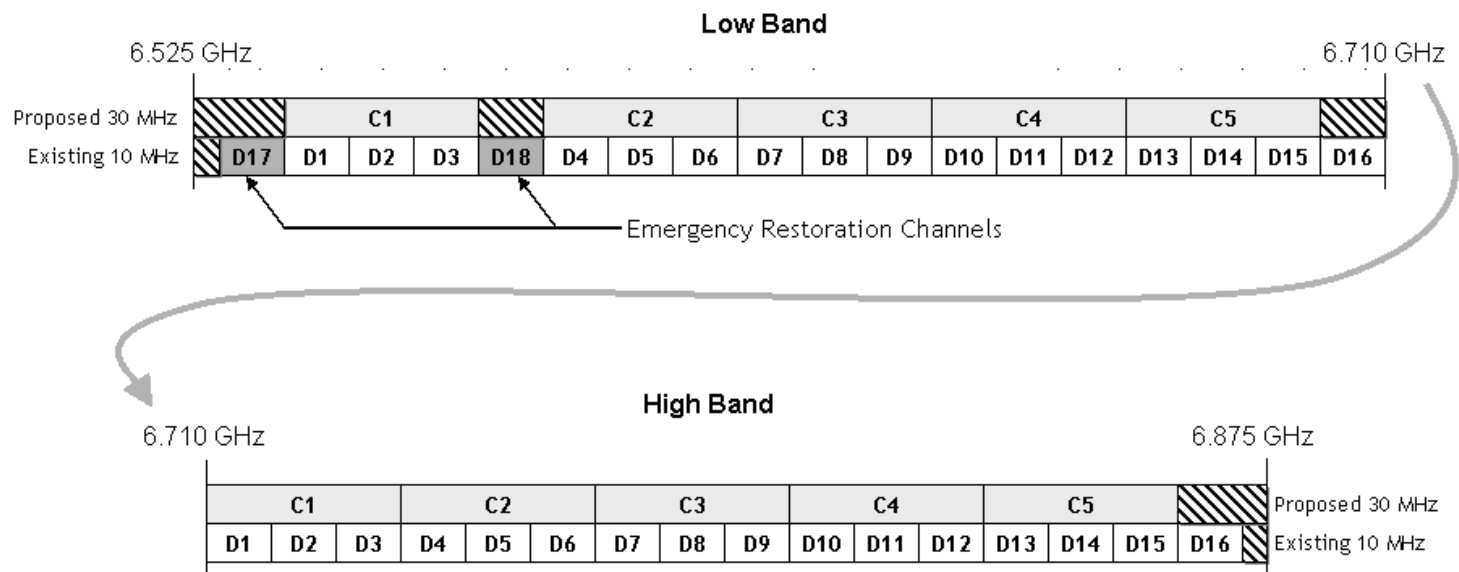 Low Band
6.525 GHz 6.710 GHz
Proposed 30 MHz C1 C2 C3 C4 C5
Existing 10 MHz D17 D1 D2 D3 D18 D4 D5 D6 D7 D8 D9 D10 D11 D12 D13 D14 D15 D16
Emergency Restoration Channels
High Band
6.710 GHz 6.875 GHz
C1 C2 C3 C4 C5 Proposed 30 MHz
D1 D2 D3 D4 D5 D6 D7 D8 D9 D10 D11 D12 D13 D14 D15 D16 Existing 10 MHz